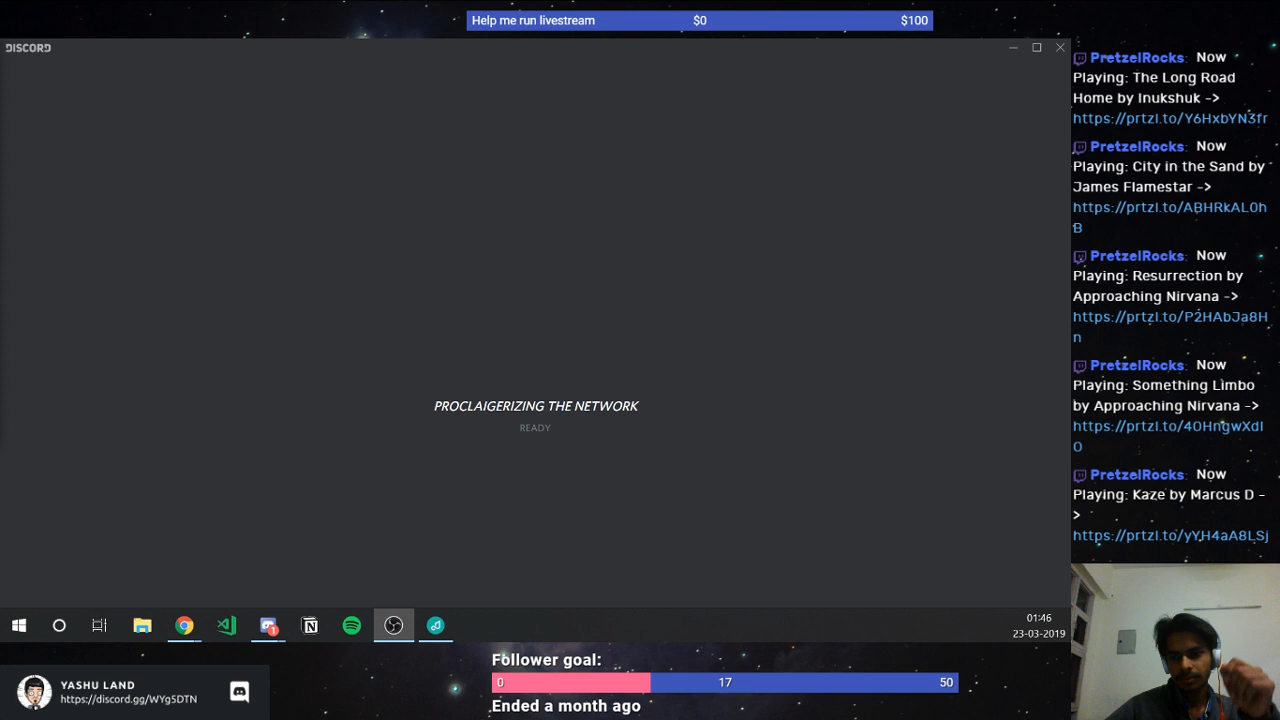 Help me run livestream $0 $100
DISCORD
PROCLAIGERIZING THE NETWORK
READY
PretzelRocks: Now
Playing: The Long Road
Home by Inukshuk ->
https://prtzl.to/Y6HxbYN3fr
PretzelRocks: Now
Playing: City in the Sand by
James Flamestar ->
https://prtzl.to/ABHRkAL0h
B
PretzelRocks: Now
Playing: Resurrection by
Approaching Nirvana ->
https://prtzl.to/P2HAbJa8H
n
PretzelRocks: Now
Playing: Something Limbo
by Approaching Nirvana ->
https://prtzl.to/40HngwXdI
O
PretzelRocks: Now
Playing: Kaze by Marcus D -
>
https://prtzl.to/yYH4aA8LSj
1
01:46
23-03-2019
YASHU LAND
https://discord.gg/WYg5DTN
Follower goal:
0 17 50
Ended a month ago